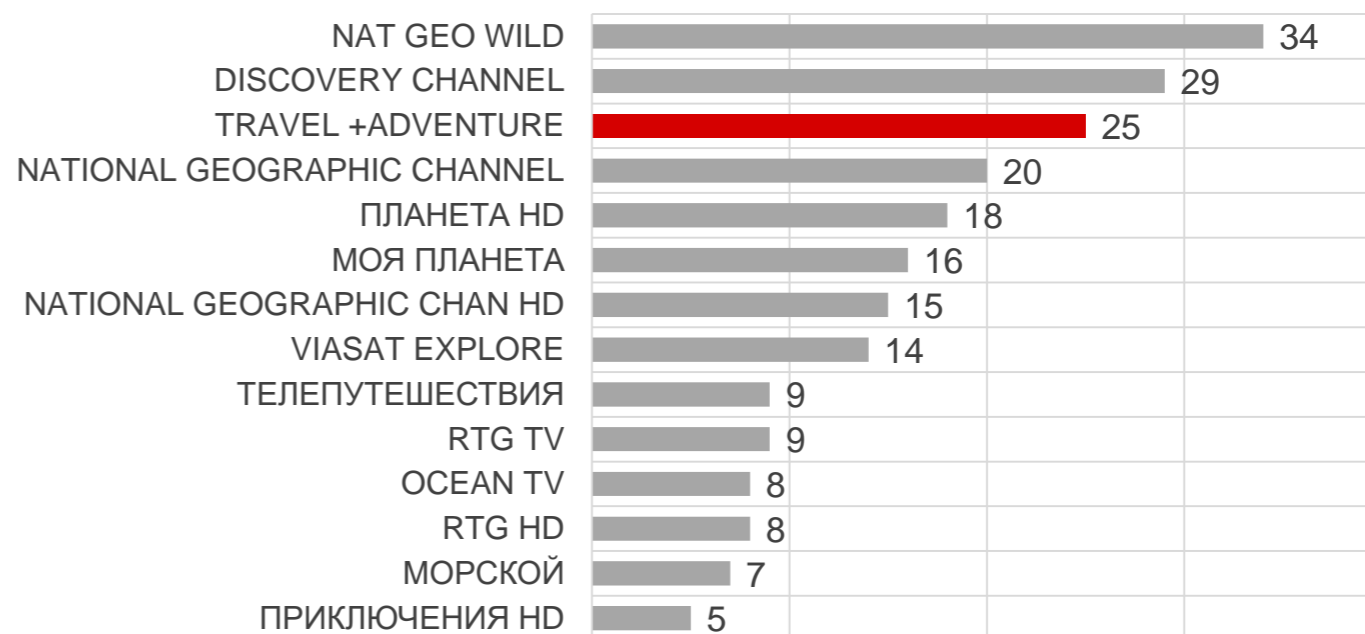 NAT GEO WILD 34
DISCOVERY CHANNEL 29
TRAVEL +ADVENTURE 25
NATIONAL GEOGRAPHIC CHANNEL 20
ПЛАНЕТА HD 18
МОЯ ПЛАНЕТА 16
NATIONAL GEOGRAPHIC CHAN HD 15
VIASAT EXPLORE 14
ТЕЛЕПУТЕШЕСТВИЯ 9
RTG TV 9
OCEAN TV 8
RTG HD 8
МОРСКОЙ 7
ПРИКЛЮЧЕНИЯ HD 5